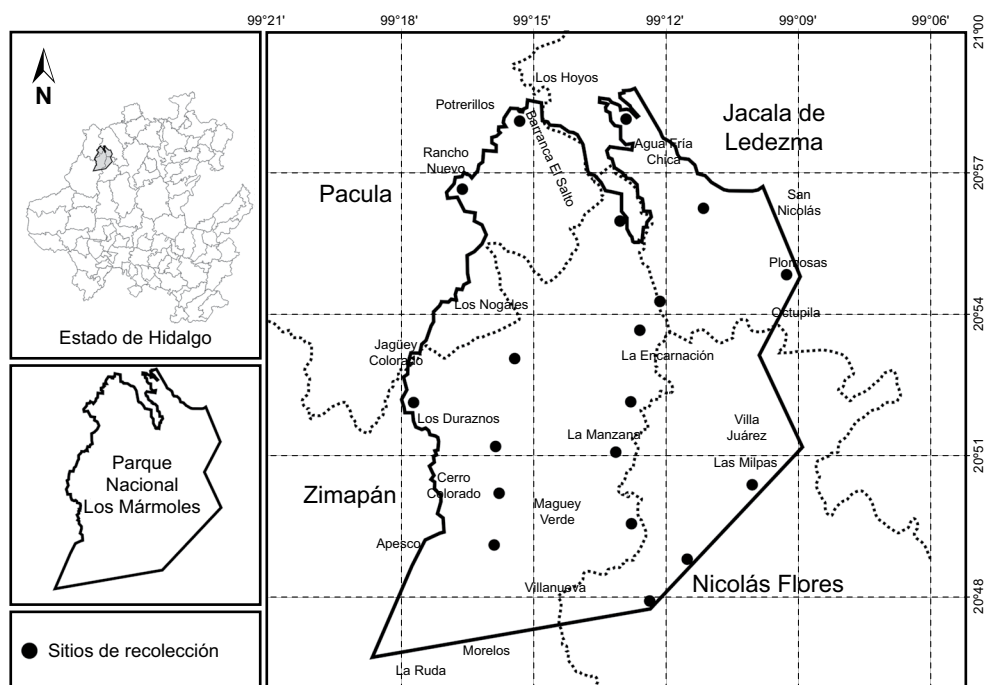 99°21'
99°18'
99°15'
99°12'
99°09'
99°06'
21°00
20°57
20°54
20°51
20°48
N
Estado de Hidalgo
Parque
Nacional
Los Mármoles
Sitios de recolección
Los Hoyos
Potrerillos
Barranca El Salto
Jacala de
Ledezma
Agua Fría
Chica
Rancho
Nuevo
Pacula
San
Nicolás
Plomosas
Los Nogales
Octupila
Jagüey
Colorado
La Encarnación
Los Duraznos
La Manzana
Villa
Juárez
Las Milpas
Cerro
Colorado
Zimapán
Maguey
Verde
Apesco
Villanueva
Nicolás Flores
Morelos
La Ruda